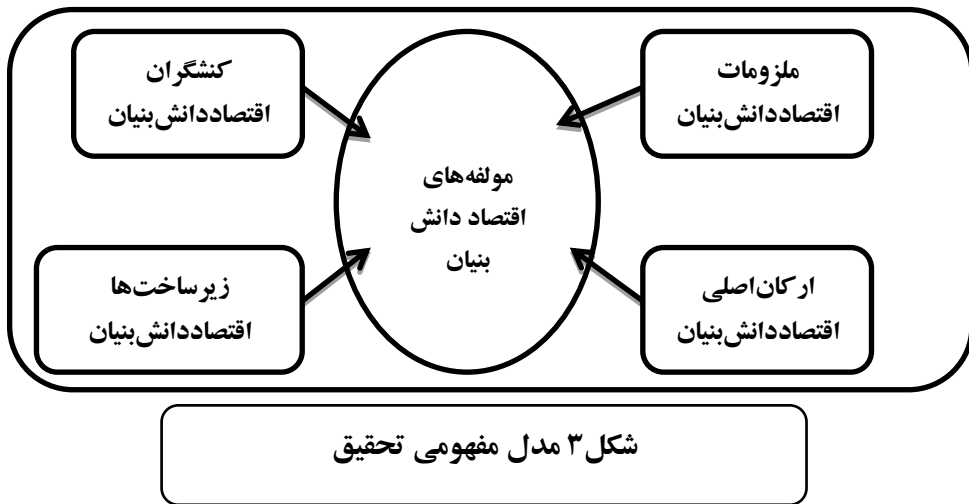 ملزومات
اقتصاددانش‌بنیان
کنشگران
اقتصاددانش‌بنیان
مولفه‌های
اقتصاد دانش
بنیان
ارکان‌اصلی
اقتصاددانش‌بنیان
زیرساخت‌ها
اقتصاددانش‌بنیان
شکل۳ مدل مفهومی تحقیق